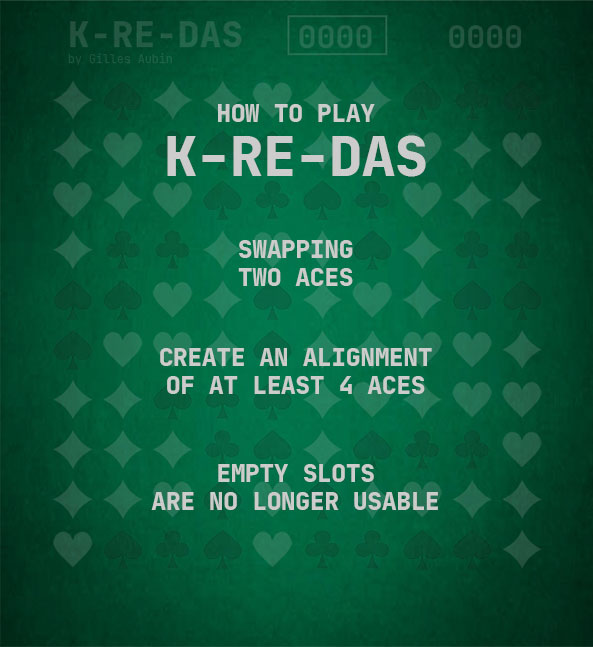 K-RE-DAS 0000 0000
by Gilles Aubin
HOW TO PLAY
K-RE-DAS
SWAPPING
TWO ACES
CREATE AN ALIGNMENT
OF AT LEAST 4 ACES
EMPTY SLOTS
ARE NO LONGER USABLE